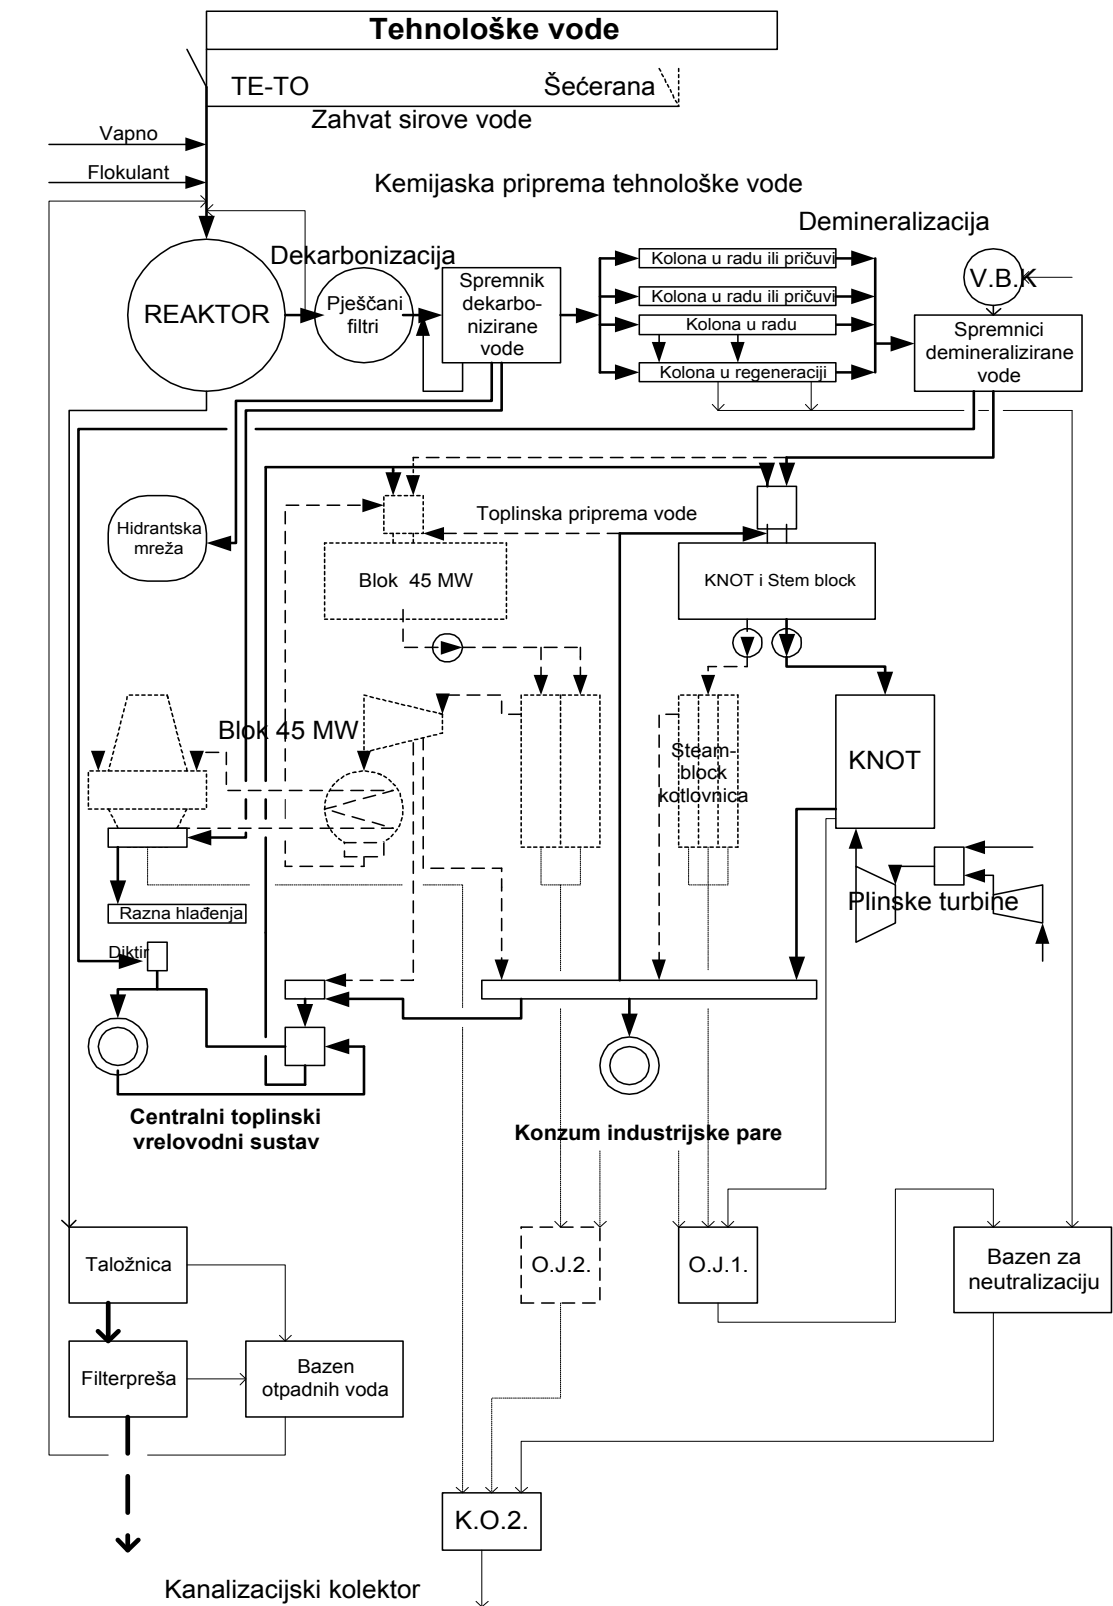 Tehnološke vode
TE-TO
Šećerana
Zahvat sirove vode
Vapno
Flokulant
Kemijaska priprema tehnološke vode
Demineralizacija
Dekarbonizacija
REAKTOR
Pješčani
filtri
Spremnik
dekarbo-
nizirane
vode
Kolona u radu ili pričuvi
Kolona u radu ili pričuvi
Kolona u radu
Kolona u regeneraciji
V.B.K
Spremnici
demineralizirane
vode
Hidrantska
mreža
Toplinska priprema vode
Blok 45 MW
KNOT i Stem block
Blok 45 MW
Steam-
block
kotlovnica
KNOT
Plinske turbine
Razna hlađenja
Diktir
Centralni toplinski
vrelovodni sustav
Konzum industrijske pare
Taložnica
O.J.2.
O.J.1.
Bazen za
neutralizaciju
Filterpreša
Bazen
otpadnih voda
K.O.2.
Kanalizacijski kolektor